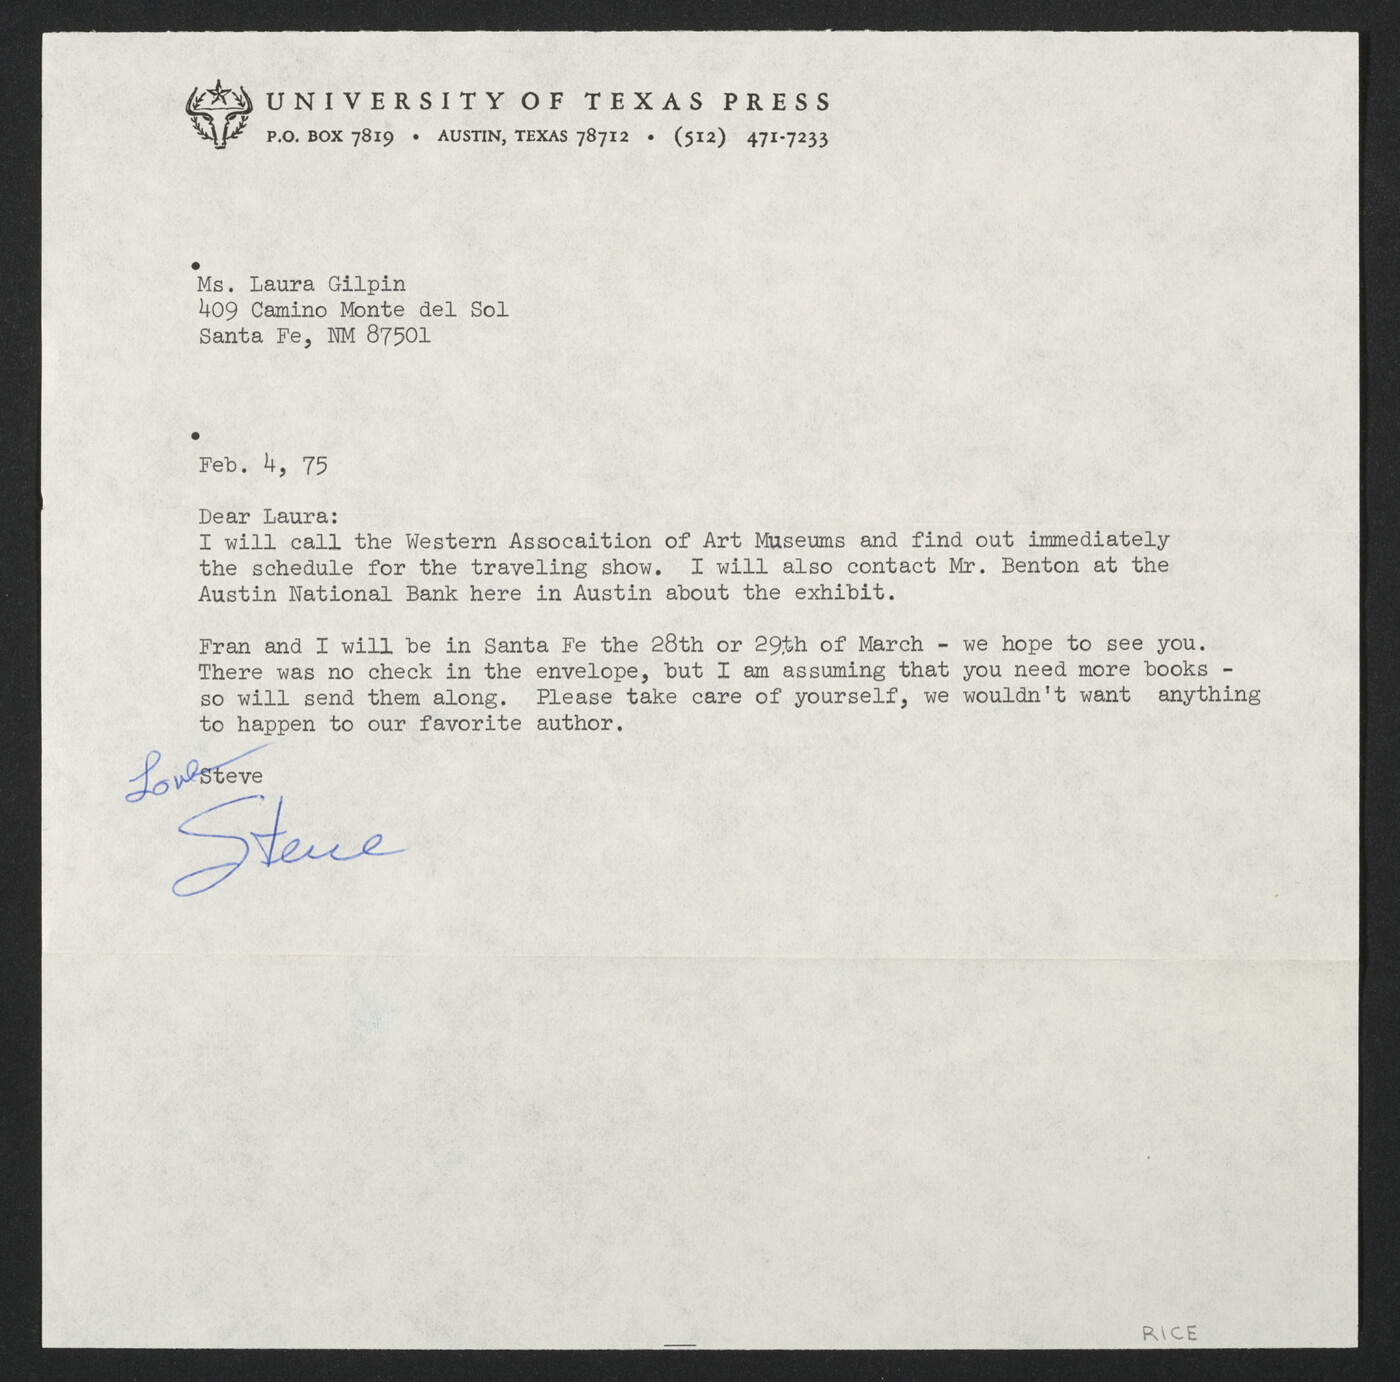 UNIVERSITY OF TEXAS PRESS
P.O. BOX 7819 • AUSTIN, TEXAS 78712 • (512) 471-7233
Ms. Laura Gilpin
409 Camino Monte del Sol
Santa Fe, NM 87501
Feb. 4, 75
Dear Laura:
I will call the Western Assocaition of Art Museums and find out immediately
the schedule for the traveling show. I will also contact Mr. Benton at the
Austin National Bank here in Austin about the exhibit.
Fran and I will be in Santa Fe the 28th or 29th of March - we hope to see you.
There was no check in the envelope, but I am assuming that you need more books -
so will send them along. Please take care of yourself, we wouldn't want anything
to happen to our favorite author.
Love
Steve
Steve
RICE